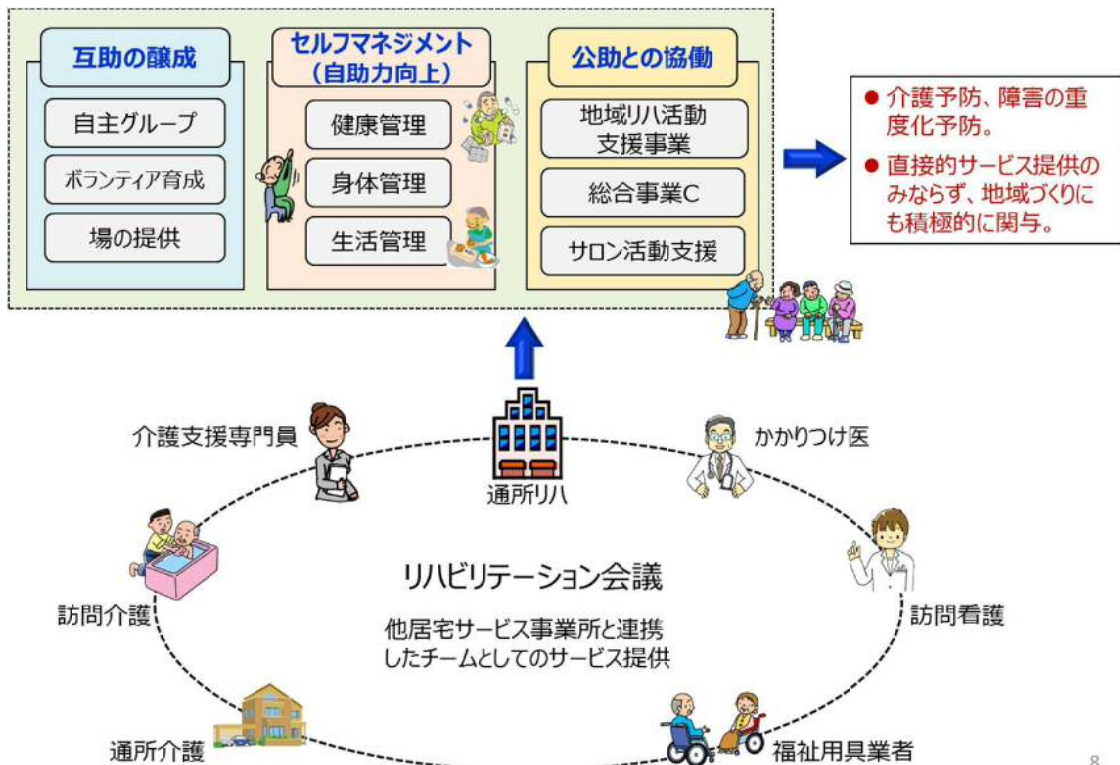 互助の醸成
自主グループ
ボランティア育成
場の提供
セルフマネジメント
（自助力向上）
健康管理
身体管理
生活管理
公助との協働
地域リハ活動
支援事業
総合事業C
サロン活動支援
● 介護予防、障害の重
度化予防。
● 直接的サービス提供の
みならず、地域づくりに
も積極的に関与。
介護支援専門員
通所リハ
かかりつけ医
訪問介護
訪問看護
リハビリテーション会議
他居宅サービス事業所と連携
したチームとしてのサービス提供
通所介護
福祉用具業者
8